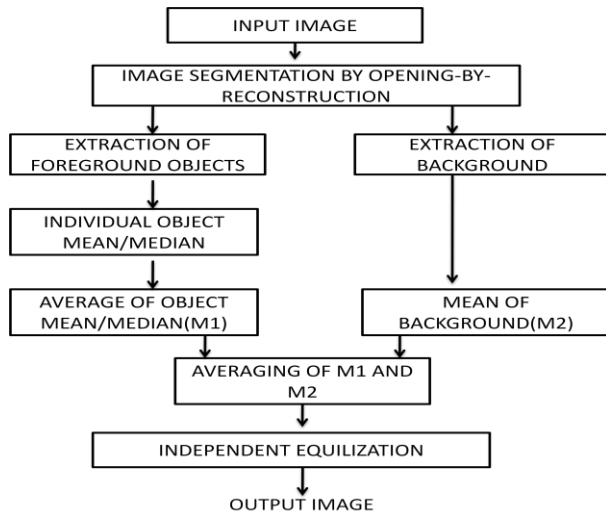 INPUT IMAGE
IMAGE SEGMENTATION BY OPENING-BY-
RECONSTRUCTION
EXTRACTION OF
FOREGROUND OBJECTS
EXTRACTION OF
BACKGROUND
INDIVIDUAL OBJECT
MEAN/MEDIAN
AVERAGE OF OBJECT
MEAN/MEDIAN(M1)
MEAN OF
BACKGROUND(M2)
AVERAGING OF M1 AND
M2
INDEPENDENT EQUILIZATION
OUTPUT IMAGE